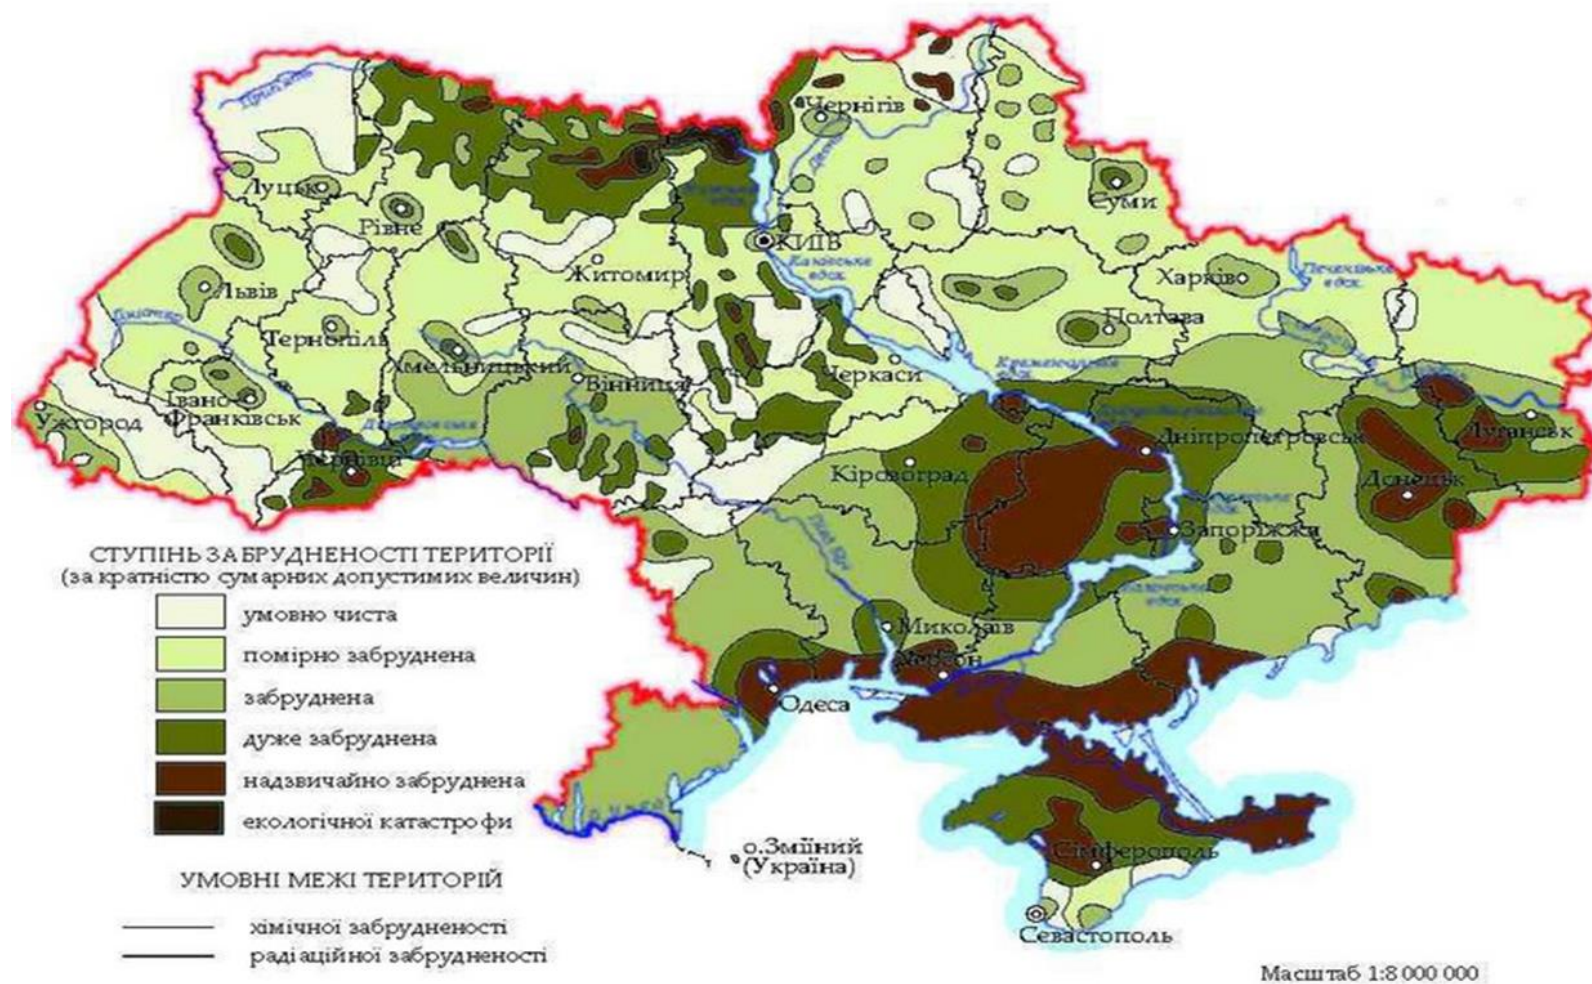 Чернігів
Луцьк
Суми
Рівне
КИЇВ
Житомир
Харків
Львів
Полтава
Тернопіль
Хмельницький
Вінниця
Черкаси
Івано-
Франківськ
Ужгород
Чернівці
Дніпропетровськ
Луганськ
Кіровоград
Донецьк
Запоріжжя
Миколаїв
Херсон
Одеса
Сімферополь
Севастополь
о.Зміїний
(Україна)
СТУПІНЬ ЗАБРУДНЕНОСТІ ТЕРИТОРІЇ
(за кратністю сумарних допустимих величин)
умовно чиста
помірно забруднена
забруднена
дуже забруднена
надзвичайно забруднена
екологічної катастрофи
УМОВНІ МЕЖІ ТЕРИТОРІЙ
хімічної забрудненості
радіаційної забрудненості
Масштаб 1:8 000 000